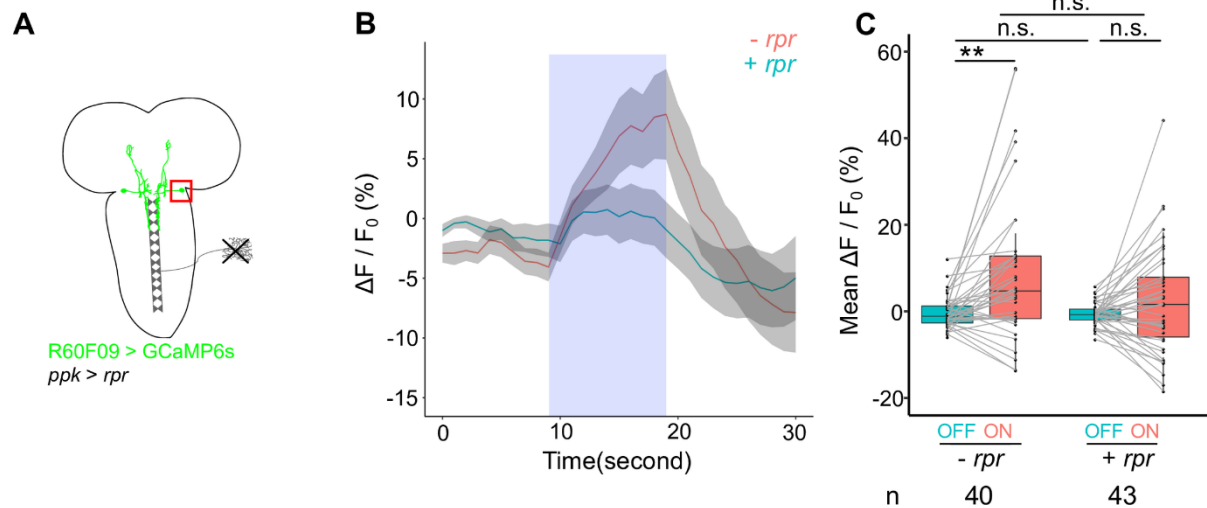 A
R60F09 > GCaMP6s
ppk > rpr
B
- rpr
+ rpr
10
5
0
-5
-10
-15
ΔF / F0 (%)
0 10 20 30
Time(second)
C
n.s.
n.s. n.s.
**
60
40
20
0
-20
Mean ΔF / F0 (%)
OFF ON OFF ON
- rpr + rpr
n 40 43